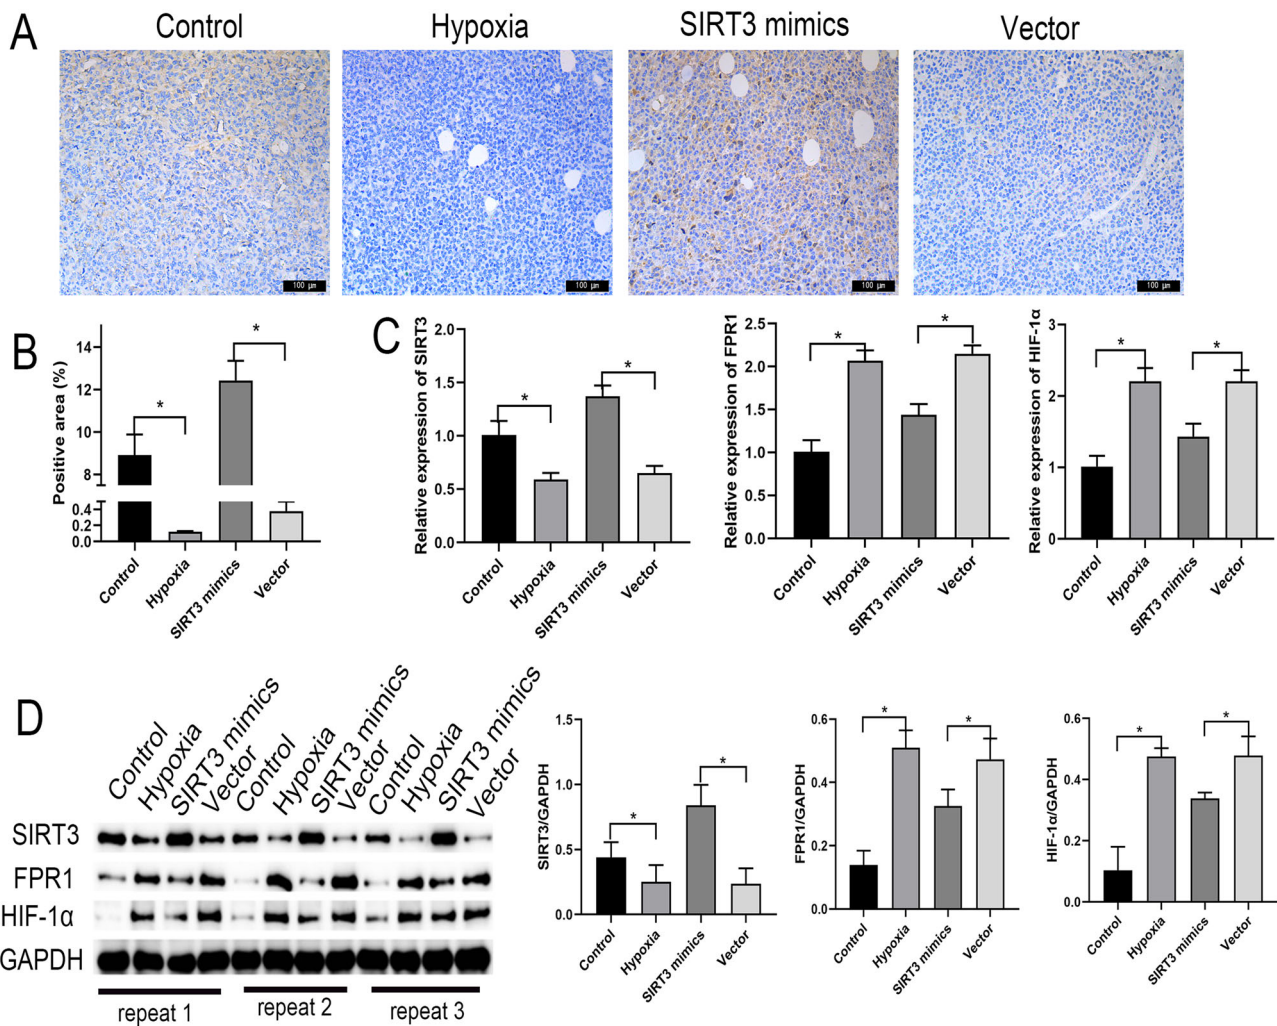 A
Control
Hypoxia
SIRT3 mimics
Vector
100 μm
100 μm
100 μm
100 μm
B
Positive area (%)
14
12
10
8
0.4
0.2
0.0
*
*
Control
Hypoxia
SIRT3 mimics
Vector
C
Relative expression of SIRT3
2.0
1.5
1.0
0.5
0.0
*
*
Control
Hypoxia
SIRT3 mimics
Vector
Relative expression of FPR1
2.5
2.0
1.5
1.0
0.5
0.0
*
*
Control
Hypoxia
SIRT3 mimics
Vector
Relative expression of HIF-1α
3
2
1
0
*
*
Control
Hypoxia
SIRT3 mimics
Vector
D
Control
Hypoxia
SIRT3 mimics
Vector
Control
Hypoxia
SIRT3 mimics
Vector
Control
Hypoxia
SIRT3 mimics
Vector
SIRT3
FPR1
HIF-1α
GAPDH
repeat 1
repeat 2
repeat 3
SIRT3/GAPDH
1.5
1.0
0.5
0.0
*
*
Control
Hypoxia
SIRT3 mimics
Vector
FPR1/GAPDH
0.6
0.4
0.2
0.0
*
*
Control
Hypoxia
SIRT3 mimics
Vector
HIF-1α/GAPDH
0.6
0.4
0.2
0.0
*
*
Control
Hypoxia
SIRT3 mimics
Vector